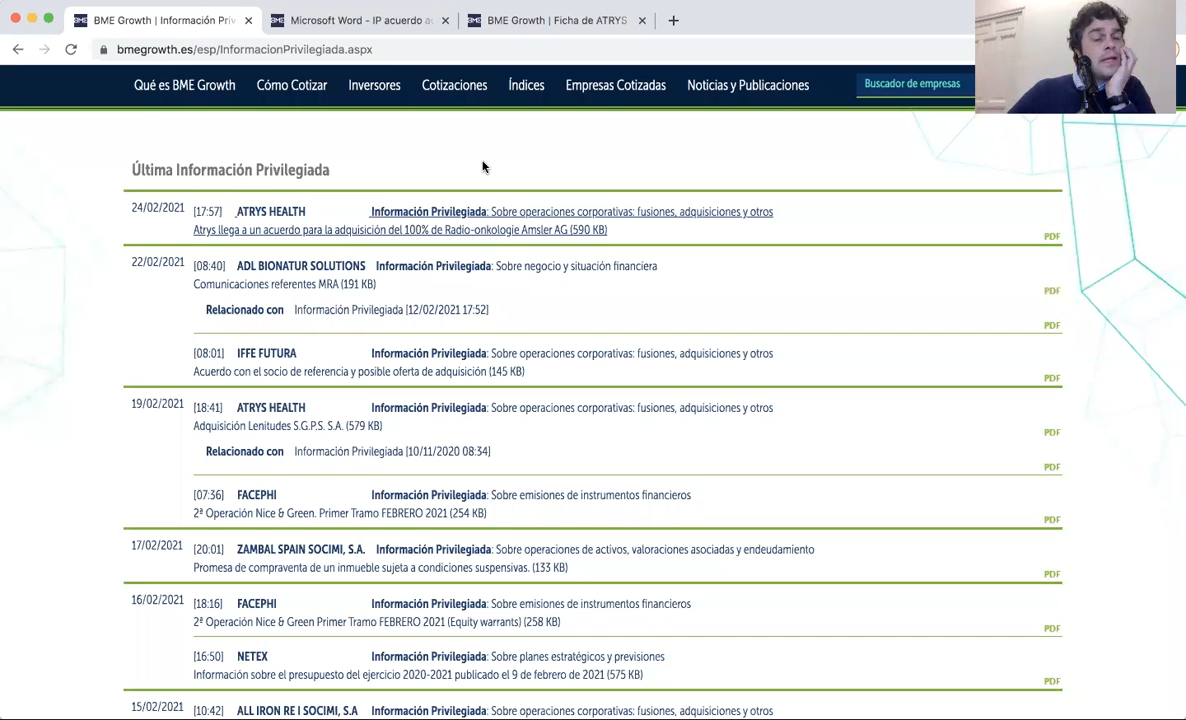 BME Growth | Información Priv
Microsoft Word - IP acuerdo a
BME Growth | Ficha de ATRYS
bmegrowth.es/esp/InformacionPrivilegiada.aspx
Qué es BME Growth Cómo Cotizar Inversores Cotizaciones Índices Empresas Cotizadas Noticias y Publicaciones Buscador de empresas
Última Información Privilegiada
24/02/2021 [17:57] ATRYS HEALTH Información Privilegiada: Sobre operaciones corporativas: fusiones, adquisiciones y otros
Atrys llega a un acuerdo para la adquisición del 100% de Radio-onkologie Amsler AG (590 KB)
PDF
22/02/2021 [08:40] ADL BIONATUR SOLUTIONS Información Privilegiada: Sobre negocio y situación financiera
Comunicaciones referentes MRA (191 KB)
PDF
Relacionado con Información Privilegiada [12/02/2021 17:52]
PDF
[08:01] IFFE FUTURA Información Privilegiada: Sobre operaciones corporativas: fusiones, adquisiciones y otros
Acuerdo con el socio de referencia y posible oferta de adquisición (145 KB)
PDF
19/02/2021 [18:41] ATRYS HEALTH Información Privilegiada: Sobre operaciones corporativas: fusiones, adquisiciones y otros
Adquisición Lenitudes S.G.P.S. S.A. (579 KB)
PDF
Relacionado con Información Privilegiada [10/11/2020 08:34]
PDF
[07:36] FACEPHI Información Privilegiada: Sobre emisiones de instrumentos financieros
2ª Operación Nice & Green. Primer Tramo FEBRERO 2021 (254 KB)
PDF
17/02/2021 [20:01] ZAMBAL SPAIN SOCIMI, S.A. Información Privilegiada: Sobre operaciones de activos, valoraciones asociadas y endeudamiento
Promesa de compraventa de un inmueble sujeta a condiciones suspensivas. (133 KB)
PDF
16/02/2021 [18:16] FACEPHI Información Privilegiada: Sobre emisiones de instrumentos financieros
2ª Operación Nice & Green Primer Tramo FEBRERO 2021 (Equity warrants) (258 KB)
PDF
[16:50] NETEX Información Privilegiada: Sobre planes estratégicos y previsiones
Información sobre el presupuesto del ejercicio 2020-2021 publicado el 9 de febrero de 2021 (575 KB)
PDF
15/02/2021 [10:42] ALL IRON RE I SOCIMI, S.A Información Privilegiada: Sobre operaciones corporativas: fusiones, adquisiciones y otros